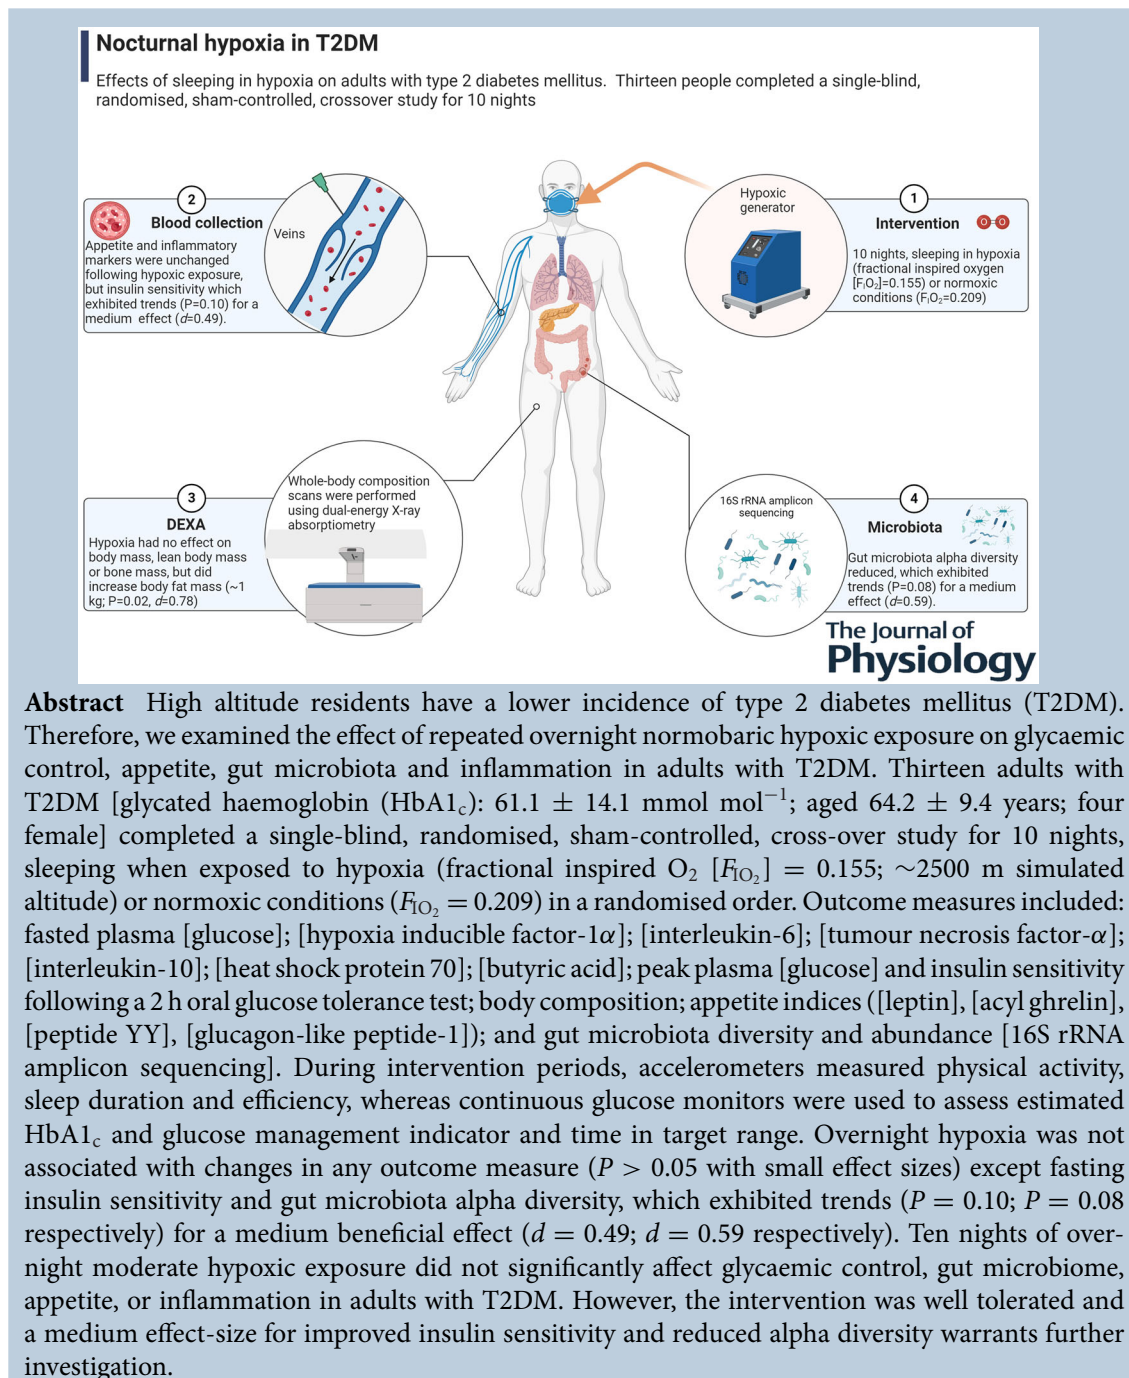 Nocturnal hypoxia in T2DM
Effects of sleeping in hypoxia on adults with type 2 diabetes mellitus. Thirteen people completed a single-blind,
randomised, sham-controlled, crossover study for 10 nights
2
Blood collection
Appetite and inflammatory
markers were unchanged
following hypoxic exposure,
but insulin sensitivity which
exhibited trends (P=0.10) for a
medium effect (d=0.49).
Veins
Hypoxic
generator
1
Intervention
O=O
10 nights, sleeping in hypoxia
(fractional inspired oxygen
[FᵢO₂]=0.155) or normoxic
conditions (FᵢO₂=0.209)
3
DEXA
Hypoxia had no effect on
body mass, lean body mass
or bone mass, but did
increase body fat mass (~1
kg; P=0.02, d=0.78)
Whole-body composition
scans were performed
using dual-energy X-ray
absorptiometry
16S rRNA amplicon
sequencing
4
Microbiota
Gut microbiota alpha diversity
reduced, which exhibited
trends (P=0.08) for a medium
effect (d=0.59).
The Journal of
Physiology
Abstract High altitude residents have a lower incidence of type 2 diabetes mellitus (T2DM).
Therefore, we examined the effect of repeated overnight normobaric hypoxic exposure on glycaemic
control, appetite, gut microbiota and inflammation in adults with T2DM. Thirteen adults with
T2DM [glycated haemoglobin (HbA1c): 61.1 ± 14.1 mmol mol⁻¹; aged 64.2 ± 9.4 years; four
female] completed a single-blind, randomised, sham-controlled, cross-over study for 10 nights,
sleeping when exposed to hypoxia (fractional inspired O₂ [FIO₂] = 0.155; ∼2500 m simulated
altitude) or normoxic conditions (FIO₂ = 0.209) in a randomised order. Outcome measures included:
fasted plasma [glucose]; [hypoxia inducible factor-1α]; [interleukin-6]; [tumour necrosis factor-α];
[interleukin-10]; [heat shock protein 70]; [butyric acid]; peak plasma [glucose] and insulin sensitivity
following a 2 h oral glucose tolerance test; body composition; appetite indices ([leptin], [acyl ghrelin],
[peptide YY], [glucagon-like peptide-1]); and gut microbiota diversity and abundance [16S rRNA
amplicon sequencing]. During intervention periods, accelerometers measured physical activity,
sleep duration and efficiency, whereas continuous glucose monitors were used to assess estimated
HbA1c and glucose management indicator and time in target range. Overnight hypoxia was not
associated with changes in any outcome measure (P > 0.05 with small effect sizes) except fasting
insulin sensitivity and gut microbiota alpha diversity, which exhibited trends (P = 0.10; P = 0.08
respectively) for a medium beneficial effect (d = 0.49; d = 0.59 respectively). Ten nights of over-
night moderate hypoxic exposure did not significantly affect glycaemic control, gut microbiome,
appetite, or inflammation in adults with T2DM. However, the intervention was well tolerated and
a medium effect-size for improved insulin sensitivity and reduced alpha diversity warrants further
investigation.